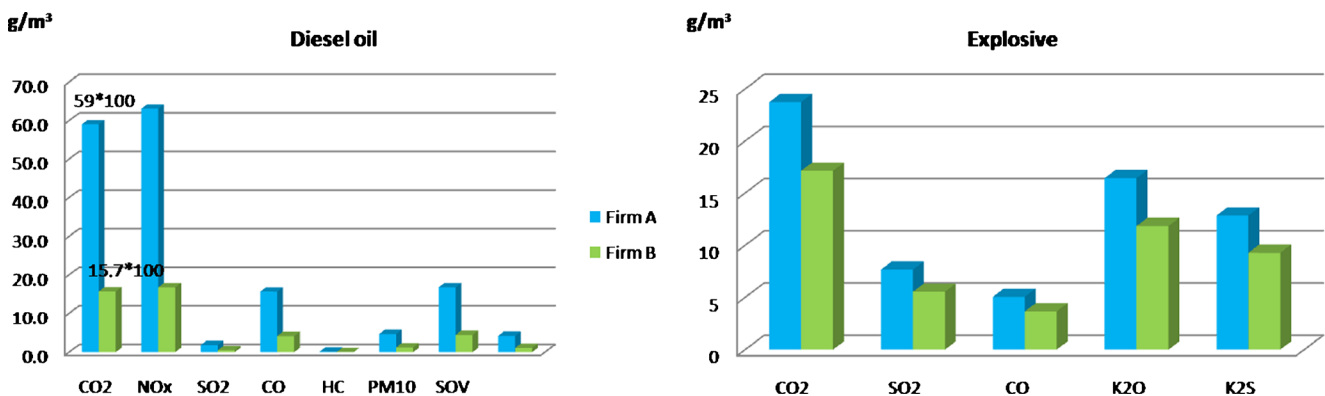 g/m³
Diesel oil
70.0
60.0
50.0
40.0
30.0
20.0
10.0
0.0
59*100
15.7*100
CO2 NOx SO2 CO HC PM10 SOV
Firm A
Firm B
g/m³
Explosive
25
20
15
10
5
0
CO2 SO2 CO K2O K2S